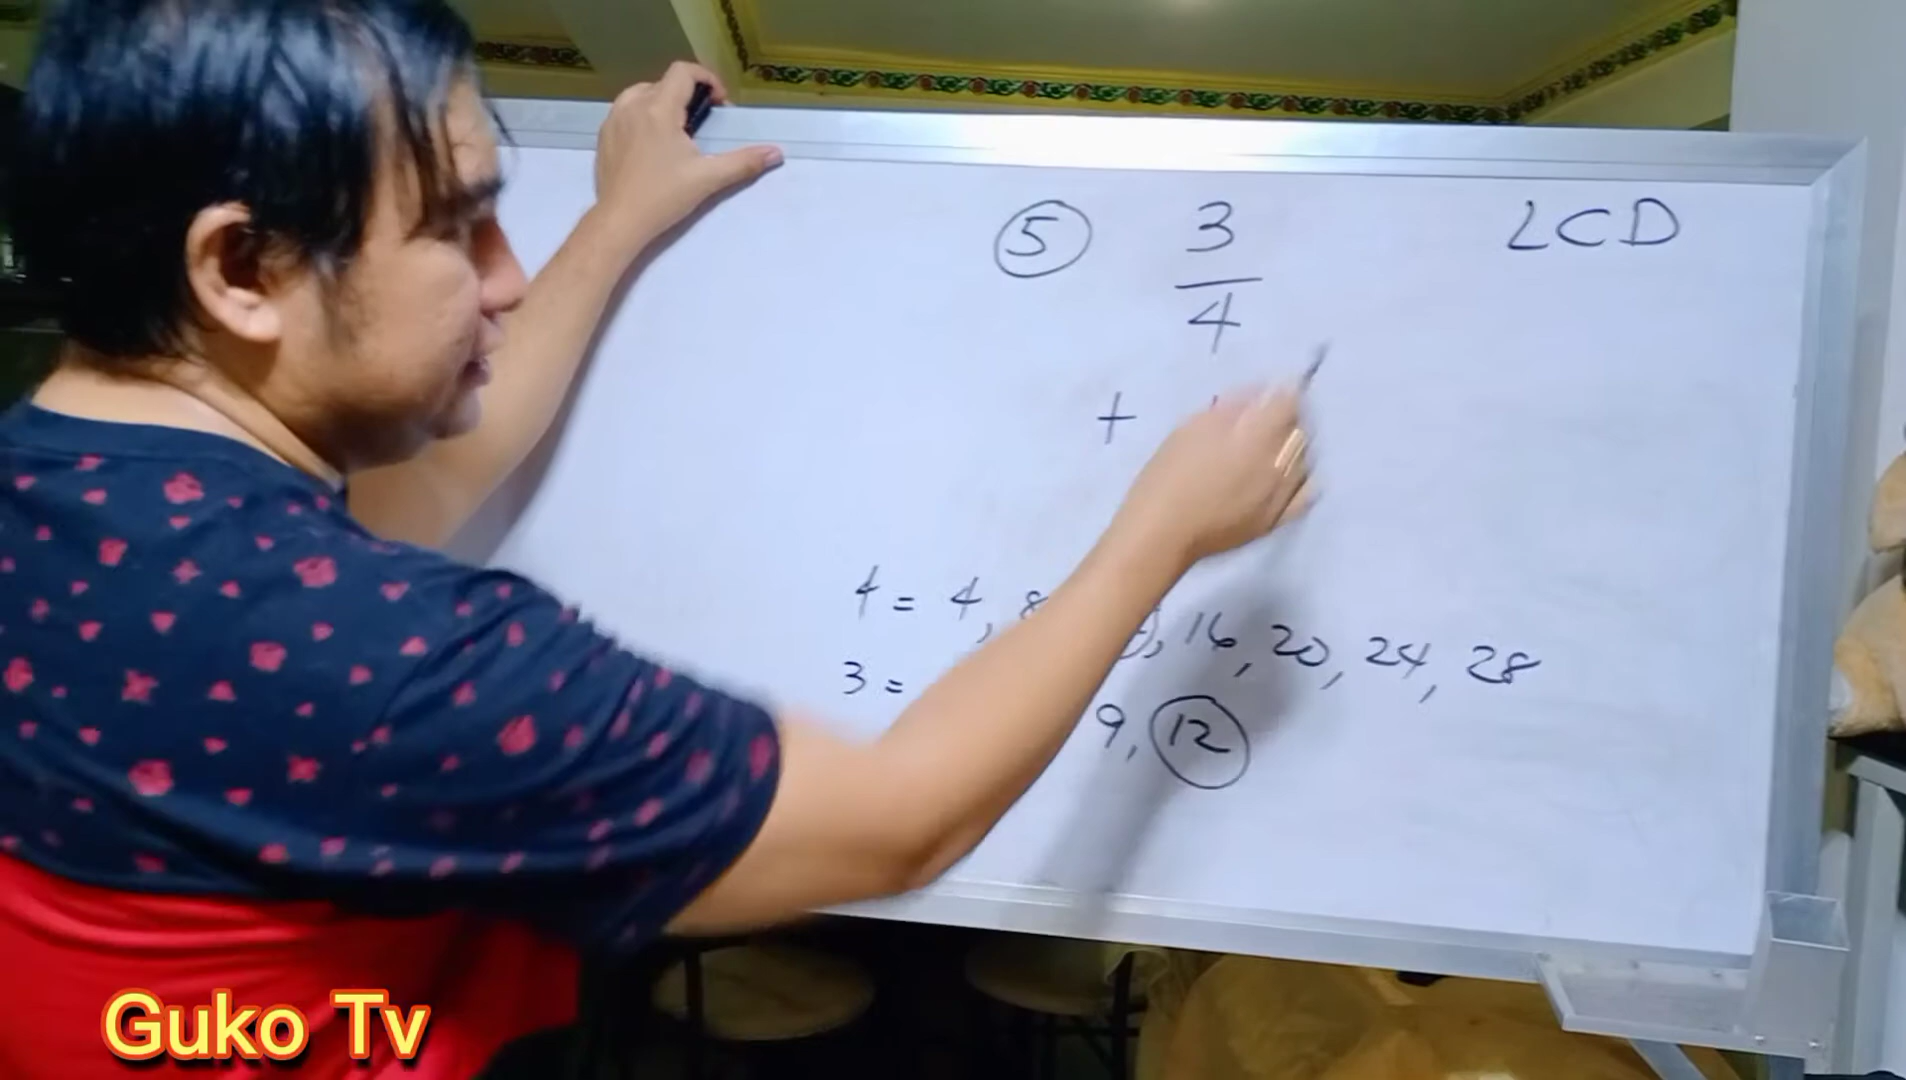 ⑤ 3 LCD
4
+
4 = 4, 8 , 16, 20, 24, 28
3 = 9, 12
Guko Tv